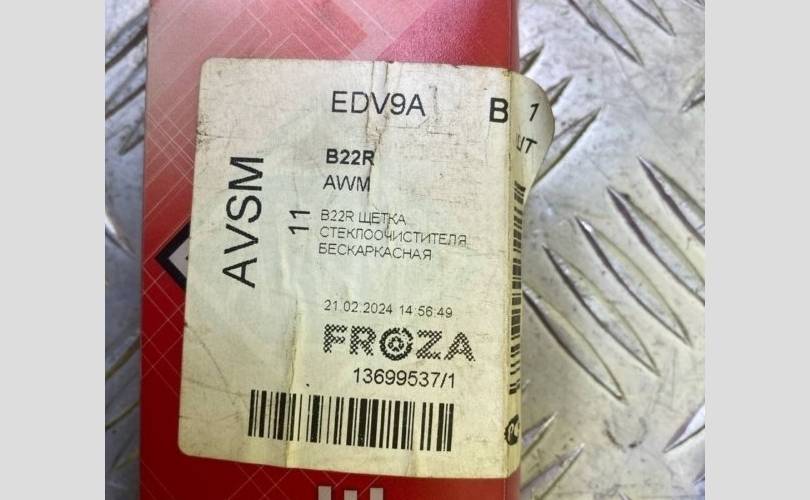 EDV9A
B 1
ШТ
B22R
AWM
AVSM
11
B22R ЩЕТКА
СТЕКЛООЧИСТИТЕЛЯ
БЕСКАРКАСНАЯ
21.02.2024 14:56:49
FROZA
13699537/1